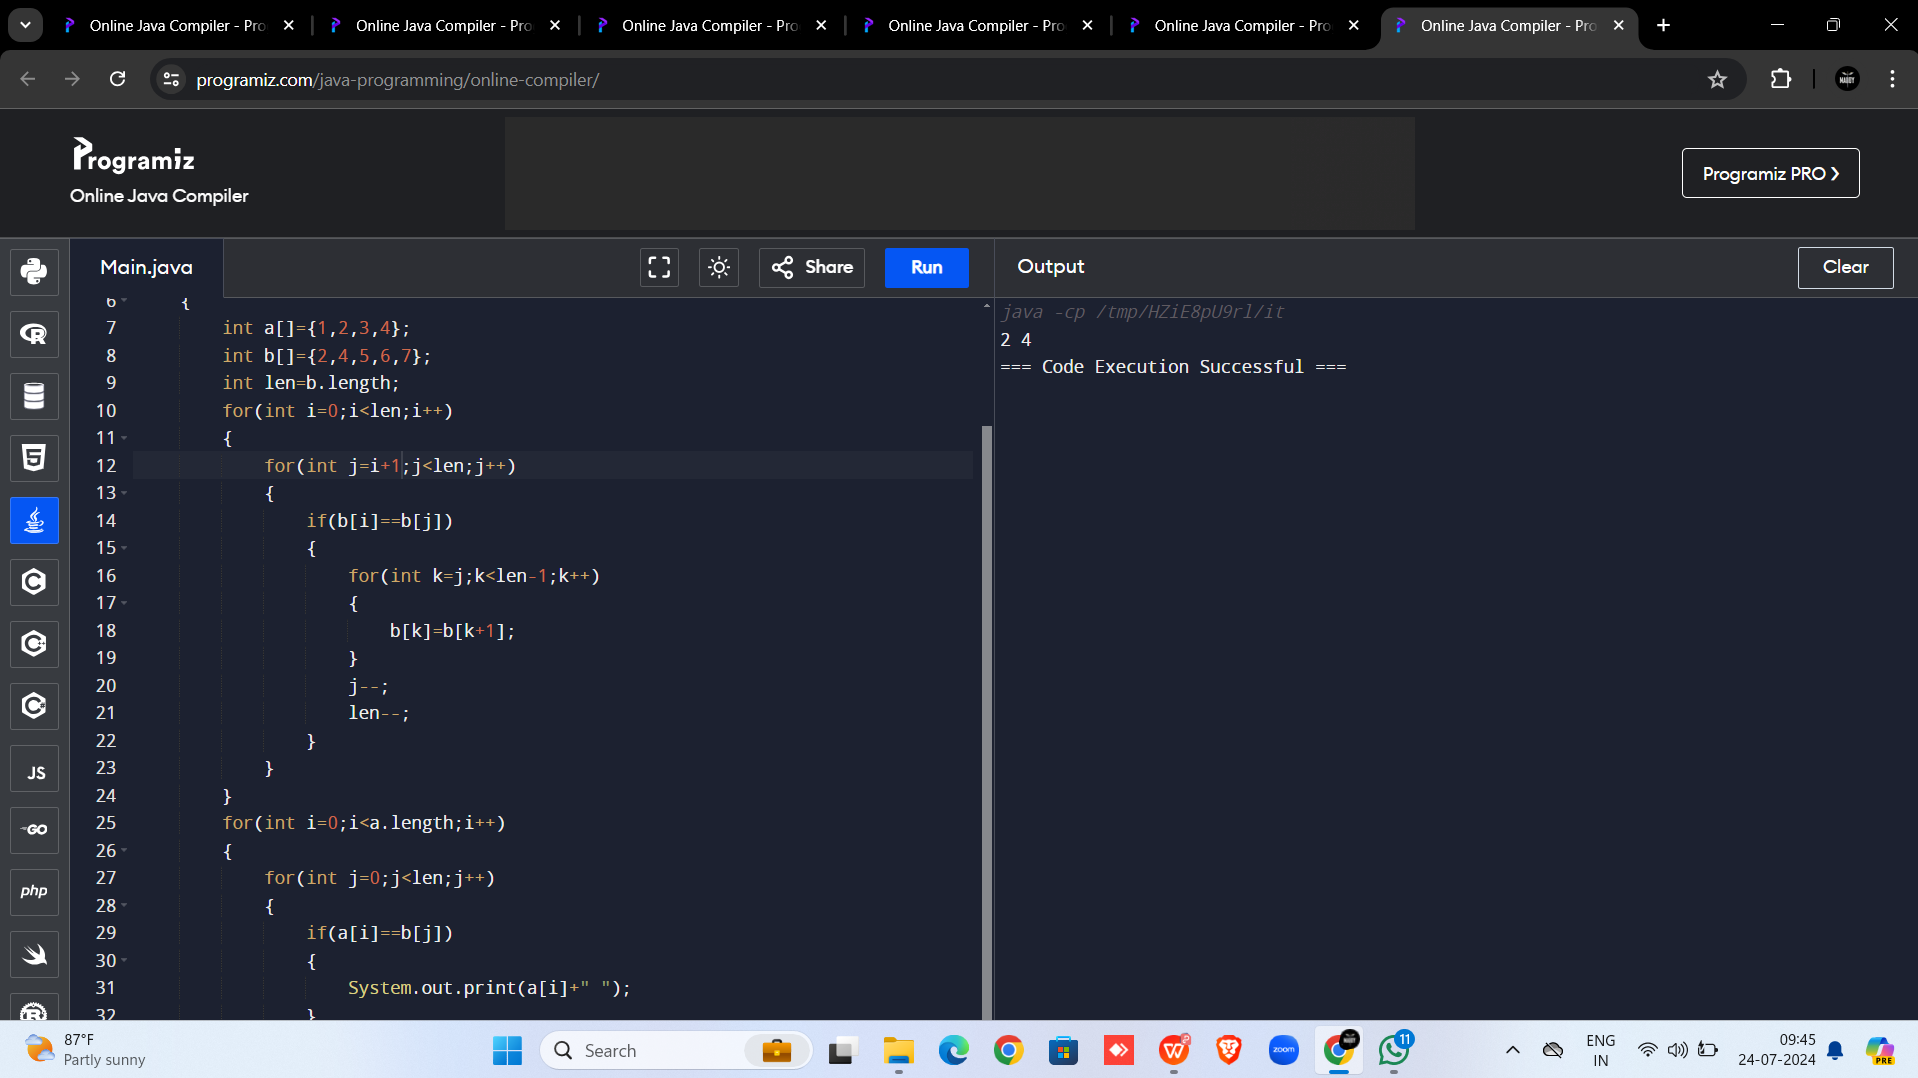 Online Java Compiler - Pro
Online Java Compiler - Pro
Online Java Compiler - Pro
Online Java Compiler - Pro
Online Java Compiler - Pro
Online Java Compiler - Pro
programiz.com/java-programming/online-compiler/
Programiz
Online Java Compiler
Programiz PRO
Main.java
Share
Run
Output
Clear
6 {
7 int a[]={1,2,3,4};
8 int b[]={2,4,5,6,7};
9 int len=b.length;
10 for(int i=0;i<len;i++)
11 {
12 for(int j=i+1;j<len;j++)
13 {
14 if(b[i]==b[j])
15 {
16 for(int k=j;k<len-1;k++)
17 {
18 b[k]=b[k+1];
19 }
20 j--;
21 len--;
22 }
23 }
24 }
25 for(int i=0;i<a.length;i++)
26 {
27 for(int j=0;j<len;j++)
28 {
29 if(a[i]==b[j])
30 {
31 System.out.print(a[i]+" ");
32 }
java -cp /tmp/HZiE8pU9rl/it
2 4
=== Code Execution Successful ===
JS
GO
php
87°F
Partly sunny
Search
zoom
11
ENG
IN
09:45
24-07-2024
PRE